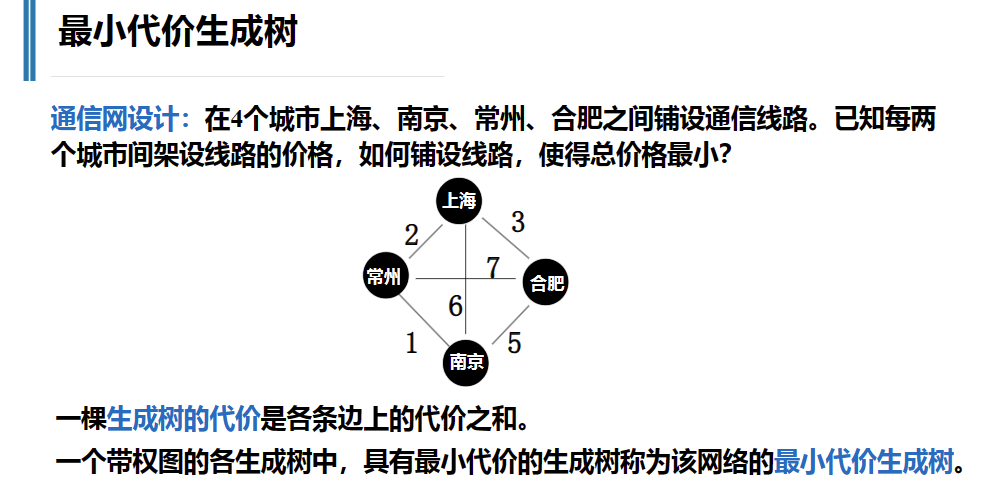 最小代价生成树
通信网设计：在4个城市上海、南京、常州、合肥之间铺设通信线路。已知每两
个城市间架设线路的价格，如何铺设线路，使得总价格最小？
上海
2
3
常州
7
合肥
6
1
南京
5
一棵生成树的代价是各条边上的代价之和。
一个带权图的各生成树中，具有最小代价的生成树称为该网络的最小代价生成树。